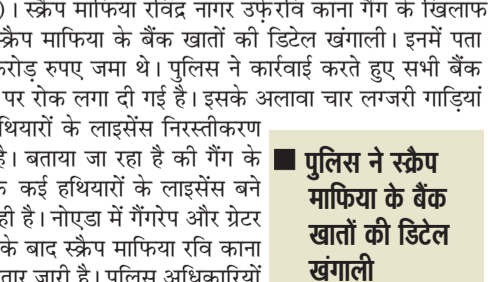 । स्क्रैप माफिया रविंद्र नागर उर्फ रवि काना गैंग के खिलाफ
स्क्रैप माफिया के बैंक खातों की डिटेल खंगाली। इनमें पता
करोड़ रुपए जमा थे। पुलिस ने कार्रवाई करते हुए सभी बैंक
पर रोक लगा दी गई है। इसके अलावा चार लग्जरी गाड़ियां
थियारों के लाइसेंस निरस्तीकरण
है। बताया जा रहा है की गैंग के
कई हथियारों के लाइसेंस बने
ही है। नोएडा में गैंगरेप और ग्रेटर
के बाद स्क्रैप माफिया रवि काना
तार जारी है। पुलिस अधिकारियों
■ पुलिस ने स्क्रैप
माफिया के बैंक
खातों की डिटेल
खंगाली